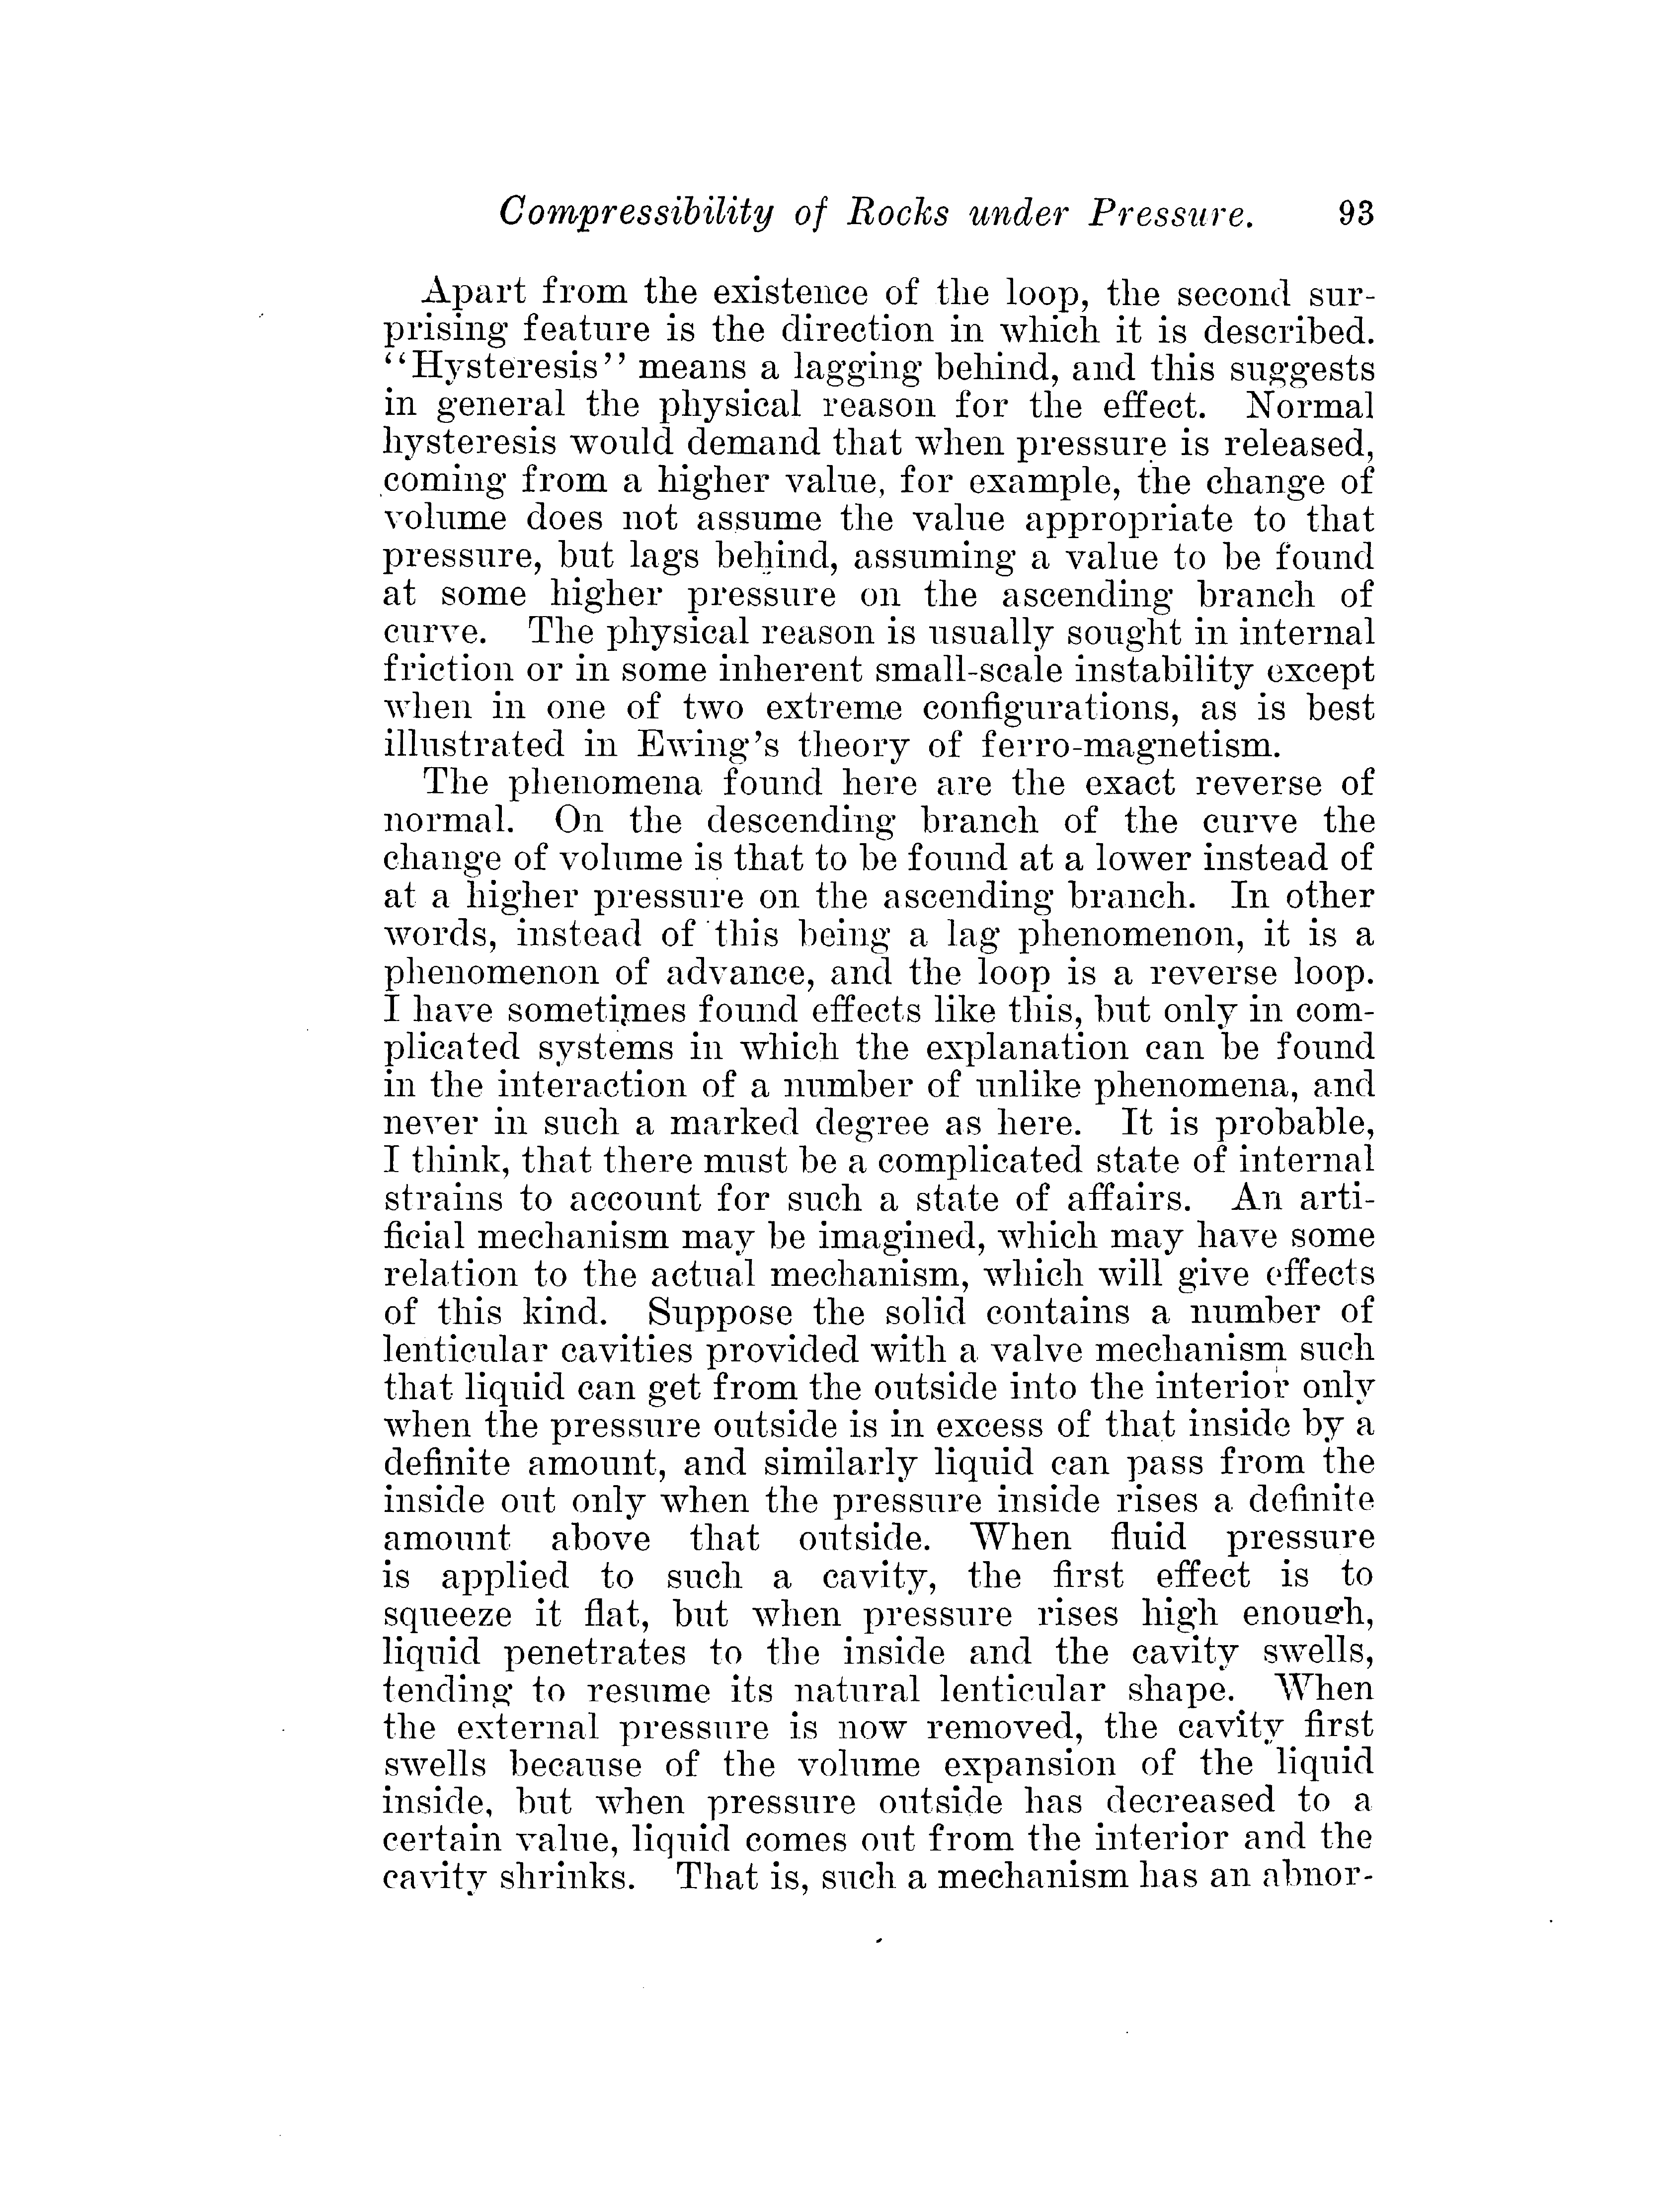 Compressibility of Rocks under Pressure. 93
Apart from the existence of the loop, the second sur-
prising feature is the direction in which it is described.
"Hysteresis" means a lagging behind, and this suggests
in general the physical reason for the effect. Normal
hysteresis would demand that when pressure is released,
coming from a higher value, for example, the change of
volume does not assume the value appropriate to that
pressure, but lags behind, assuming a value to be found
at some higher pressure on the ascending branch of
curve. The physical reason is usually sought in internal
friction or in some inherent small-scale instability except
when in one of two extreme configurations, as is best
illustrated in Ewing's theory of ferro-magnetism.
The phenomena found here are the exact reverse of
normal. On the descending branch of the curve the
change of volume is that to be found at a lower instead of
at a higher pressure on the ascending branch. In other
words, instead of this being a lag phenomenon, it is a
phenomenon of advance, and the loop is a reverse loop.
I have sometimes found effects like this, but only in com-
plicated systems in which the explanation can be found
in the interaction of a number of unlike phenomena, and
never in such a marked degree as here. It is probable,
I think, that there must be a complicated state of internal
strains to account for such a state of affairs. An arti-
ficial mechanism may be imagined, which may have some
relation to the actual mechanism, which will give effects
of this kind. Suppose the solid contains a number of
lenticular cavities provided with a valve mechanism such
that liquid can get from the outside into the interior only
when the pressure outside is in excess of that inside by a
definite amount, and similarly liquid can pass from the
inside out only when the pressure inside rises a definite
amount above that outside. When fluid pressure
is applied to such a cavity, the first effect is to
squeeze it flat, but when pressure rises high enough,
liquid penetrates to the inside and the cavity swells,
tending to resume its natural lenticular shape. When
the external pressure is now removed, the cavity first
swells because of the volume expansion of the liquid
inside, but when pressure outside has decreased to a
certain value, liquid comes out from the interior and the
cavity shrinks. That is, such a mechanism has an abnor-